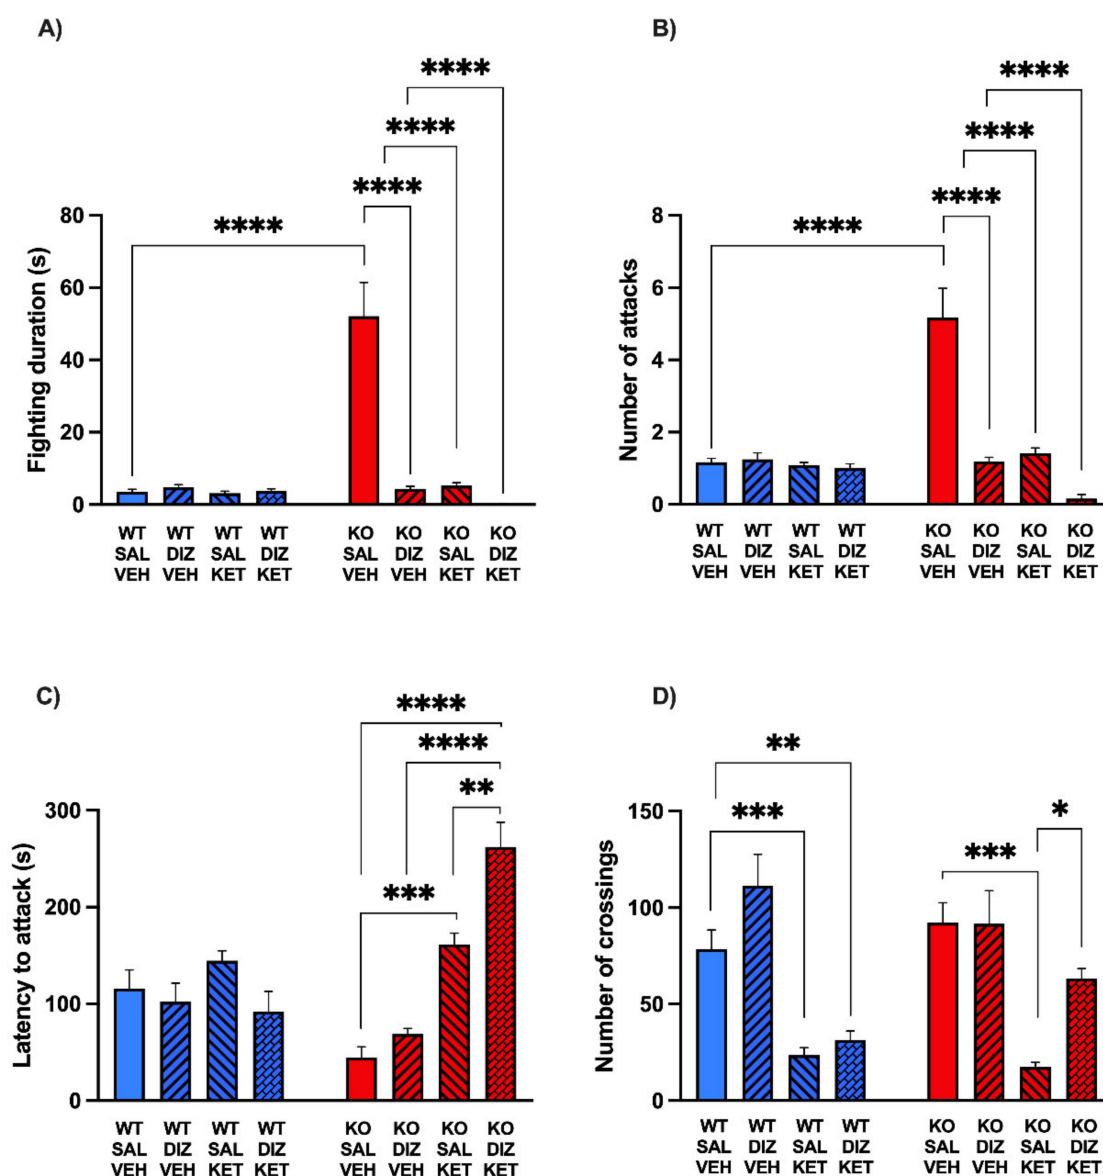 A)
****
****
****
****
Fighting duration (s)
80
60
40
20
0
WT WT WT WT KO KO KO KO
SAL DIZ SAL DIZ SAL DIZ SAL DIZ
VEH VEH KET KET VEH VEH KET KET
B)
****
****
****
****
Number of attacks
8
6
4
2
0
WT WT WT WT KO KO KO KO
SAL DIZ SAL DIZ SAL DIZ SAL DIZ
VEH VEH KET KET VEH VEH KET KET
C)
****
****
**
***
Latency to attack (s)
300
200
100
0
WT WT WT WT KO KO KO KO
SAL DIZ SAL DIZ SAL DIZ SAL DIZ
VEH VEH KET KET VEH VEH KET KET
D)
**
***
*
***
Number of crossings
150
100
50
0
WT WT WT WT KO KO KO KO
SAL DIZ SAL DIZ SAL DIZ SAL DIZ
VEH VEH KET KET VEH VEH KET KET